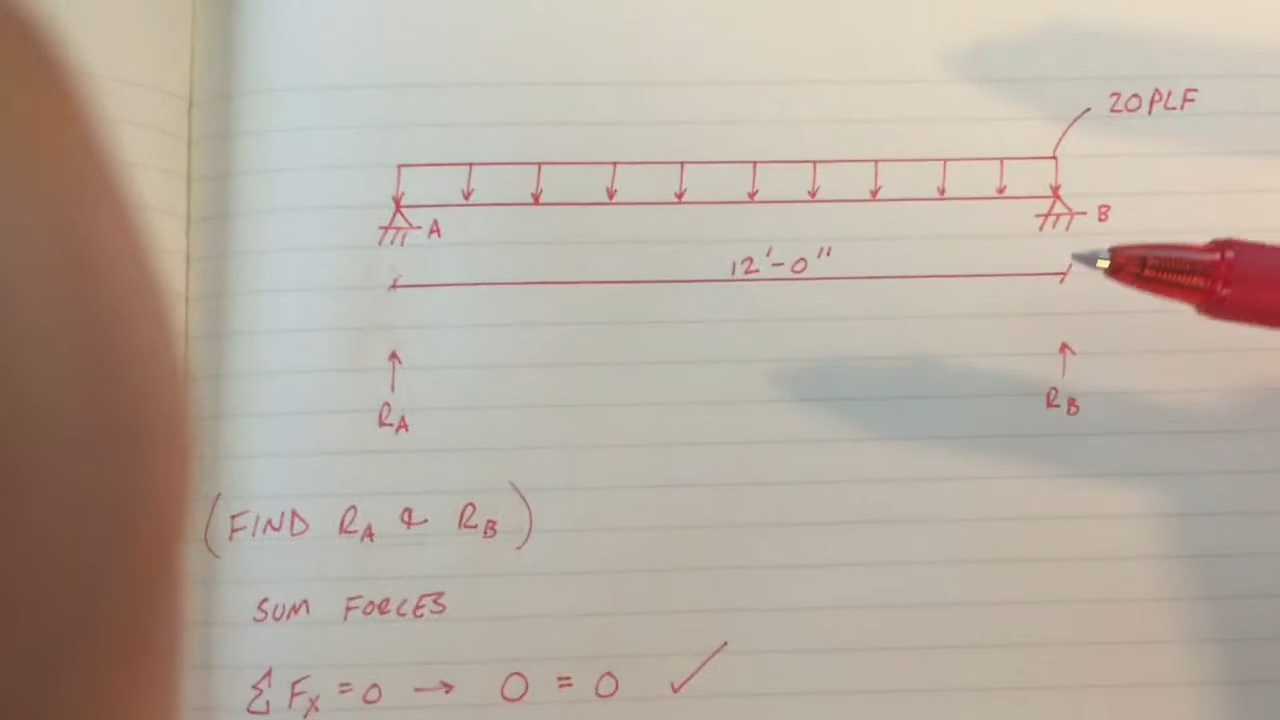 20PLF
A
B
12'-0"
RA
RB
(FIND RA & RB)
SUM FORCES
ΣFx = 0 → 0 = 0 ✓